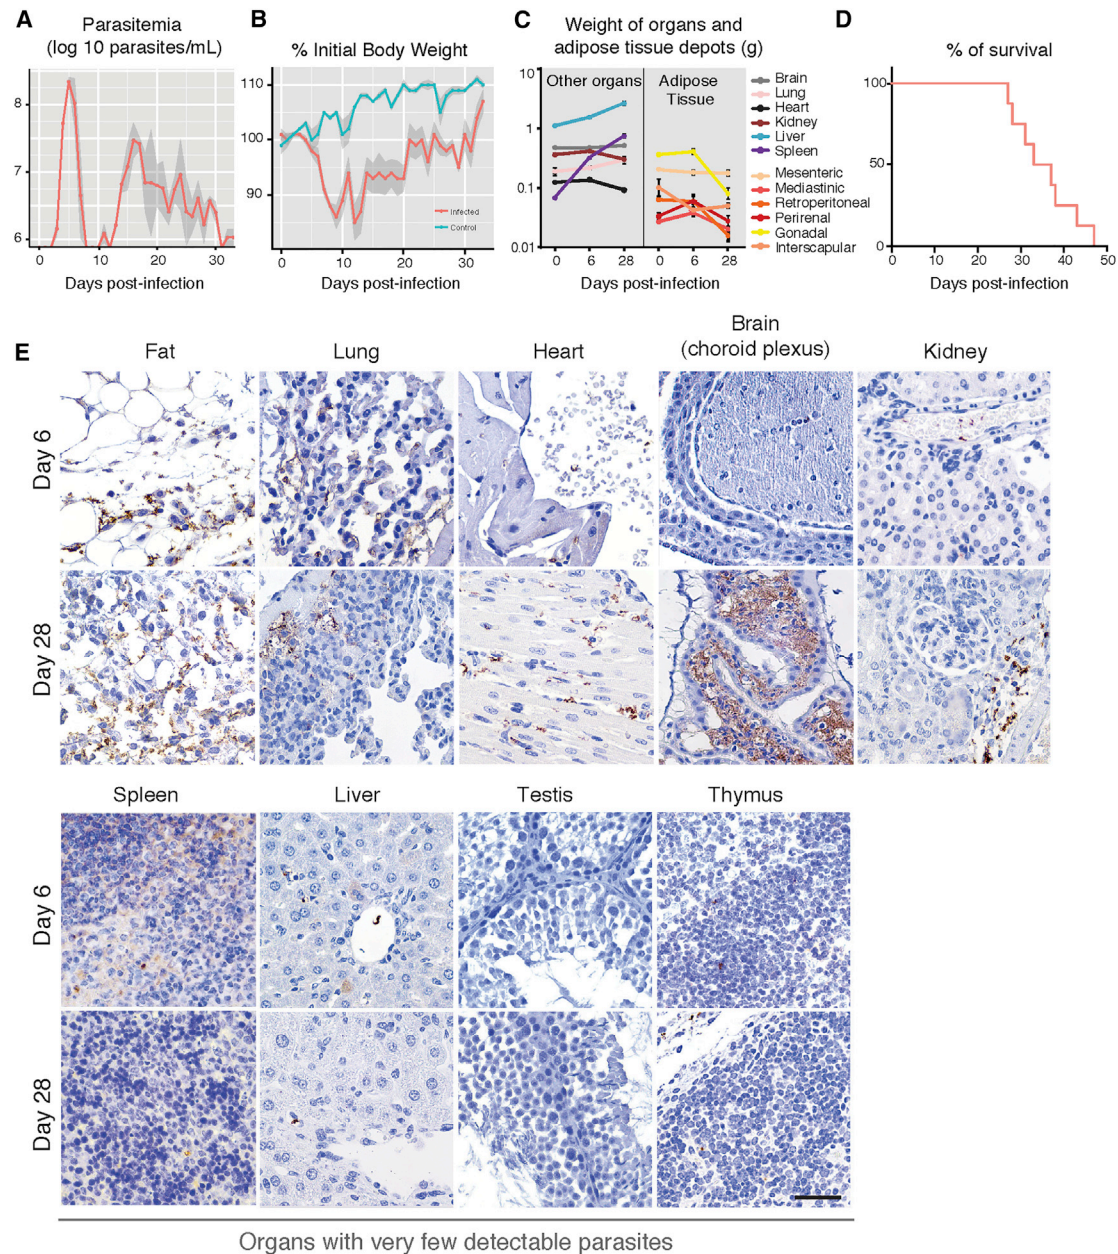 A
Parasitemia
(log 10 parasites/mL)
8
7
6
0 10 20 30
Days post-infection
B
% Initial Body Weight
110
100
90
Infected
Control
0 10 20 30
Days post-infection
C
Weight of organs and
adipose tissue depots (g)
10
1
0.1
0.01
Other organs
Adipose
Tissue
0 6 28 0 6 28
Days post-infection
Brain
Lung
Heart
Kidney
Liver
Spleen
Mesenteric
Mediastinic
Retroperitoneal
Perirenal
Gonadal
Interscapular
D
% of survival
100
50
0
0 10 20 30 40 50
Days post-infection
E
Fat
Lung
Heart
Brain
(choroid plexus)
Kidney
Day 6
Day 28
Spleen
Liver
Testis
Thymus
Day 6
Day 28
Organs with very few detectable parasites